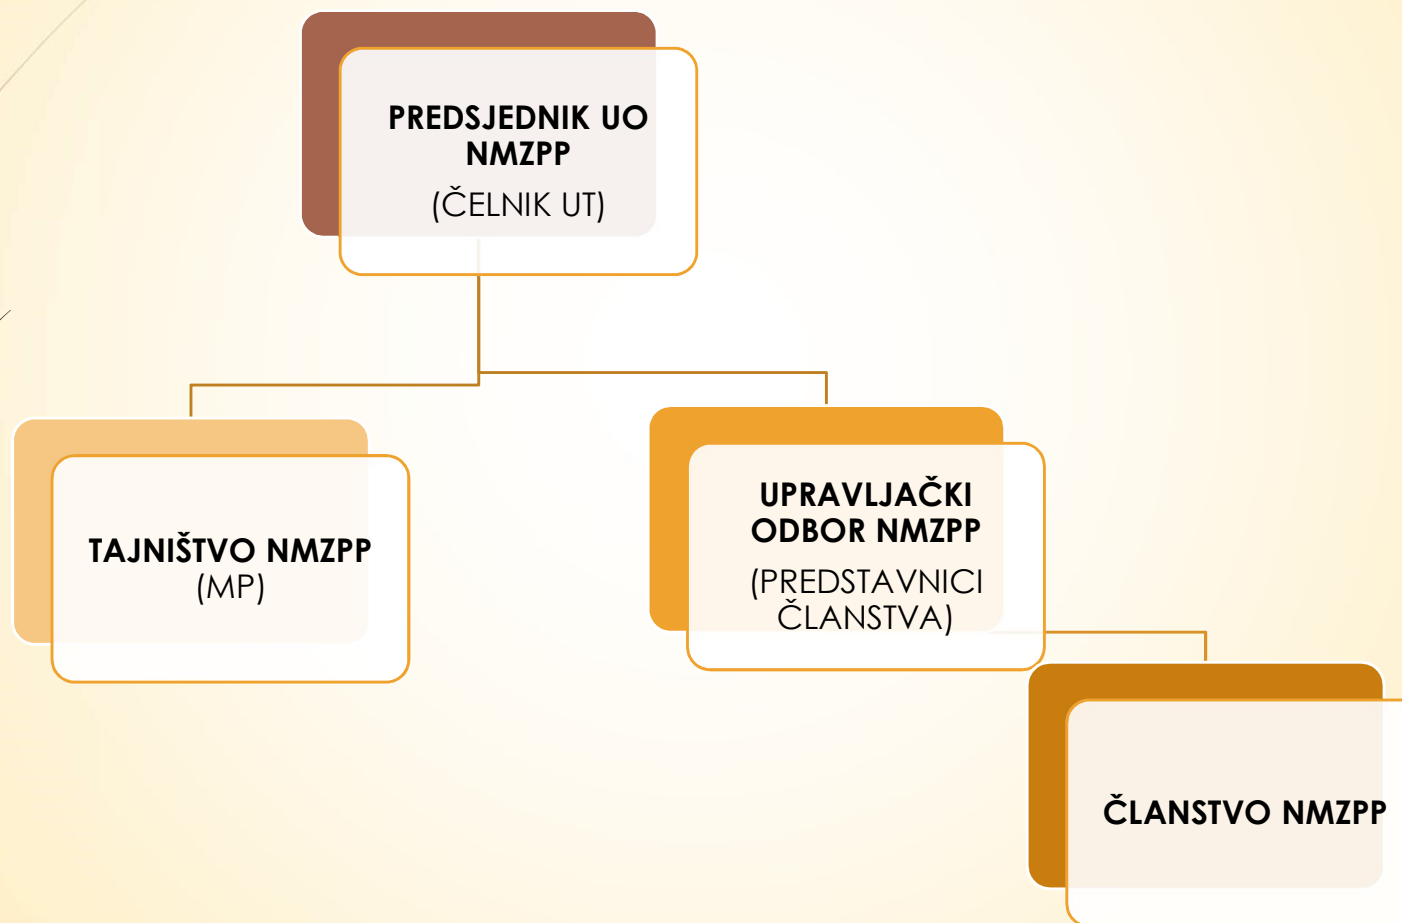 PREDSJEDNIK UO
NMZPP
(ČELNIK UT)
TAJNIŠTVO NMZPP
(MP)
UPRAVLJAČKI
ODBOR NMZPP
(PREDSTAVNICI
ČLANSTVA)
ČLANSTVO NMZPP